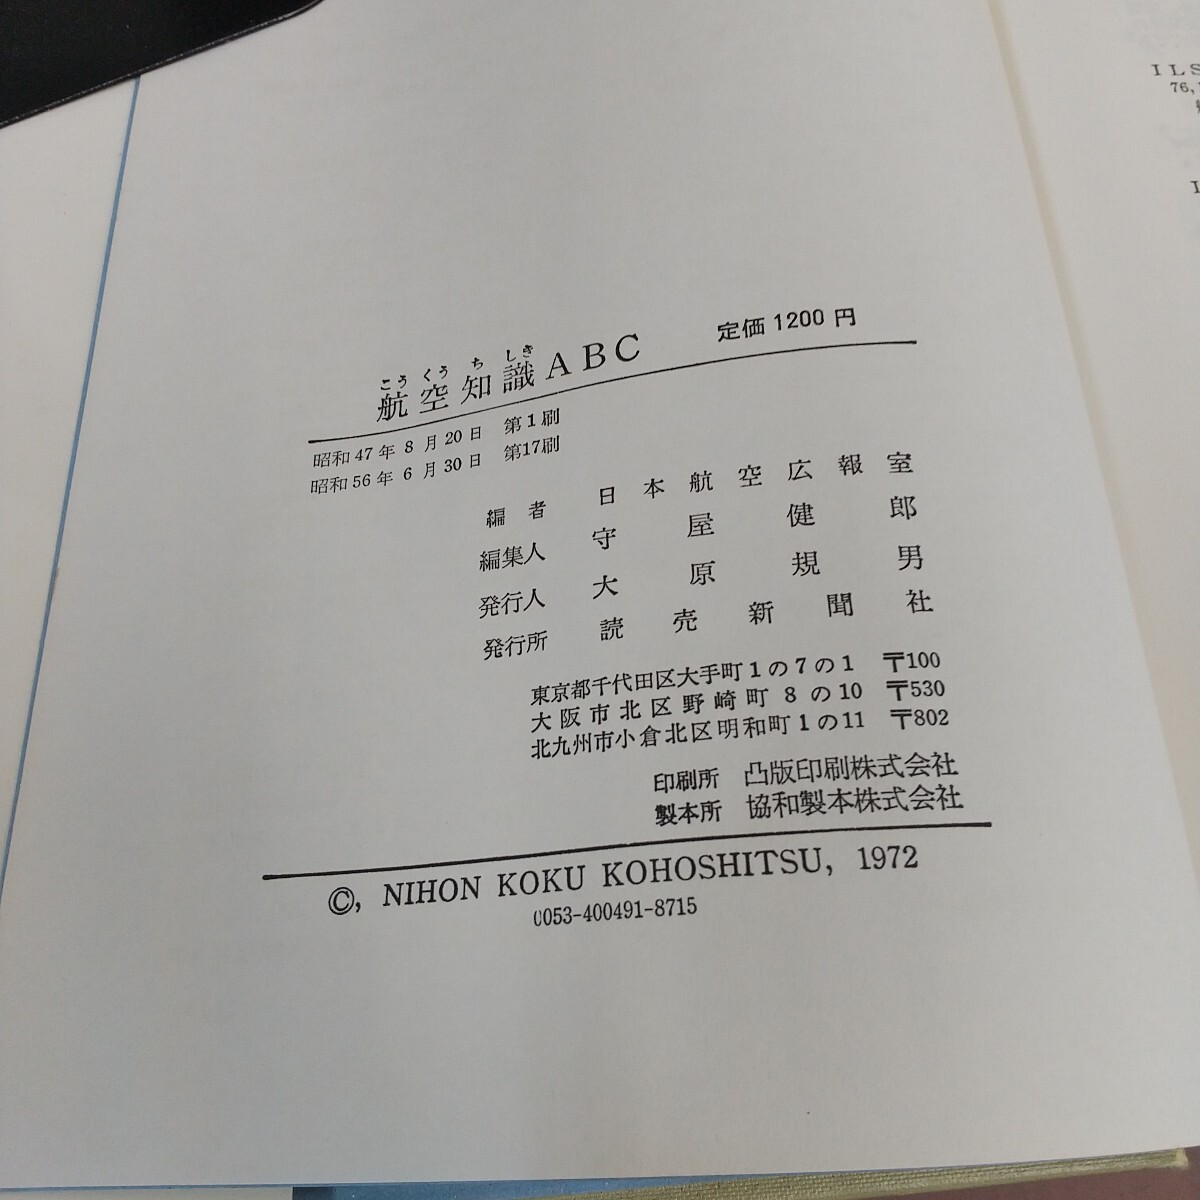 こうくうちしき
航空知識ABC 定価1200円
昭和47年8月20日 第1刷
昭和56年6月30日 第17刷
編者 日本航空広報室
編集人 守屋健郎
発行人 大原規男
発行所 読売新聞社
東京都千代田区大手町1の7の1 〒100
大阪市北区野崎町8の10 〒530
北九州市小倉北区明和町1の11 〒802
印刷所 凸版印刷株式会社
製本所 協和製本株式会社
©, NIHON KOKU KOHOSHITSU, 1972
0053-400491-8715
ILS
76,
I